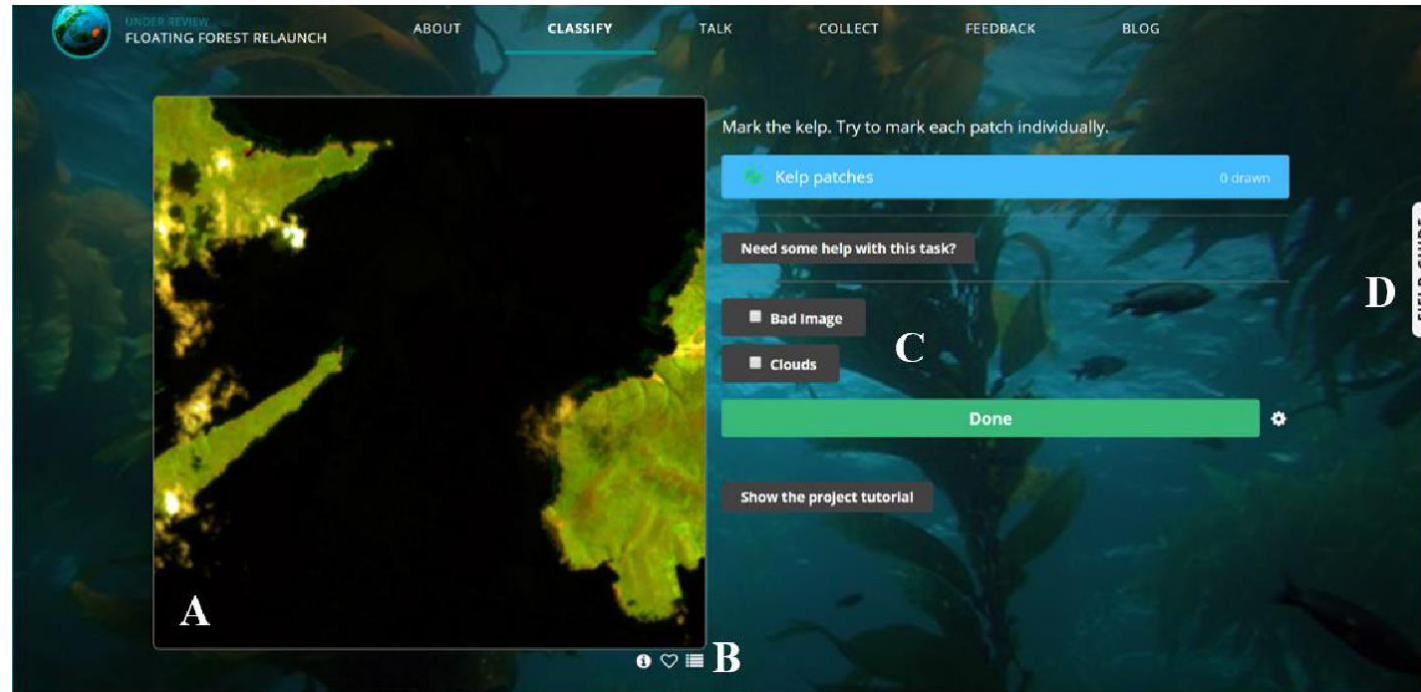 UNDER REVIEW
FLOATING FOREST RELAUNCH
ABOUT
CLASSIFY
TALK
COLLECT
FEEDBACK
BLOG
Mark the kelp. Try to mark each patch individually.
Kelp patches
0 drawn
Need some help with this task?
D
Bad Image
C
Clouds
Done
Show the project tutorial
A
B